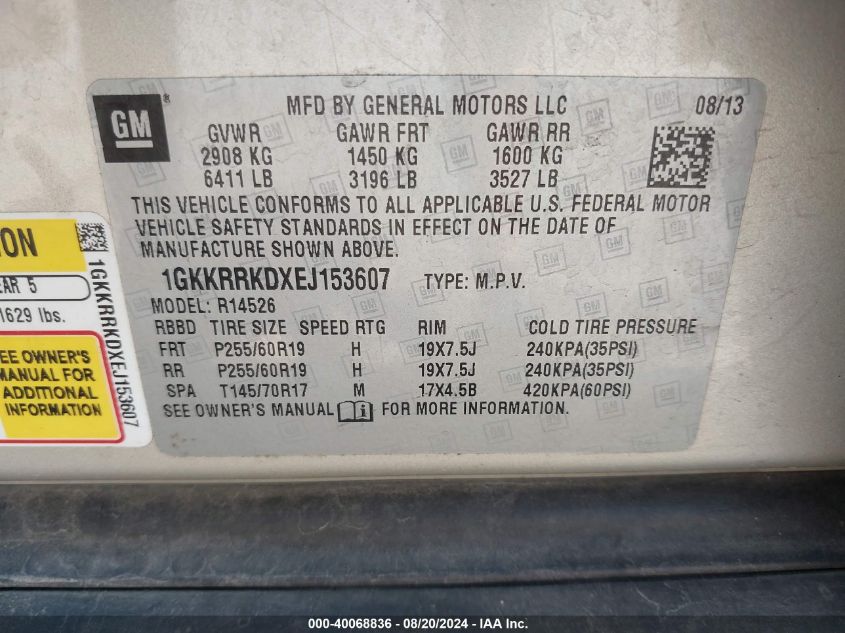 GM ®
MFD BY GENERAL MOTORS LLC 08/13
GVWR GAWR FRT GAWR RR
2908 KG 1450 KG 1600 KG
6411 LB 3196 LB 3527 LB
THIS VEHICLE CONFORMS TO ALL APPLICABLE U.S. FEDERAL MOTOR
VEHICLE SAFETY STANDARDS IN EFFECT ON THE DATE OF
MANUFACTURE SHOWN ABOVE.
1GKKRRKDXEJ153607 TYPE: M.P.V.
MODEL: R14526
RBBD TIRE SIZE SPEED RTG RIM COLD TIRE PRESSURE
FRT P255/60R19 H 19X7.5J 240KPA(35PSI)
RR P255/60R19 H 19X7.5J 240KPA(35PSI)
SPA T145/70R17 M 17X4.5B 420KPA(60PSI)
SEE OWNER'S MANUAL FOR MORE INFORMATION.
ION
EAR 5
1629 lbs.
SEE OWNER'S
MANUAL FOR
ADDITIONAL
INFORMATION
1GKKRRKDXEJ153607
000-40068836 - 08/20/2024 - IAA Inc.